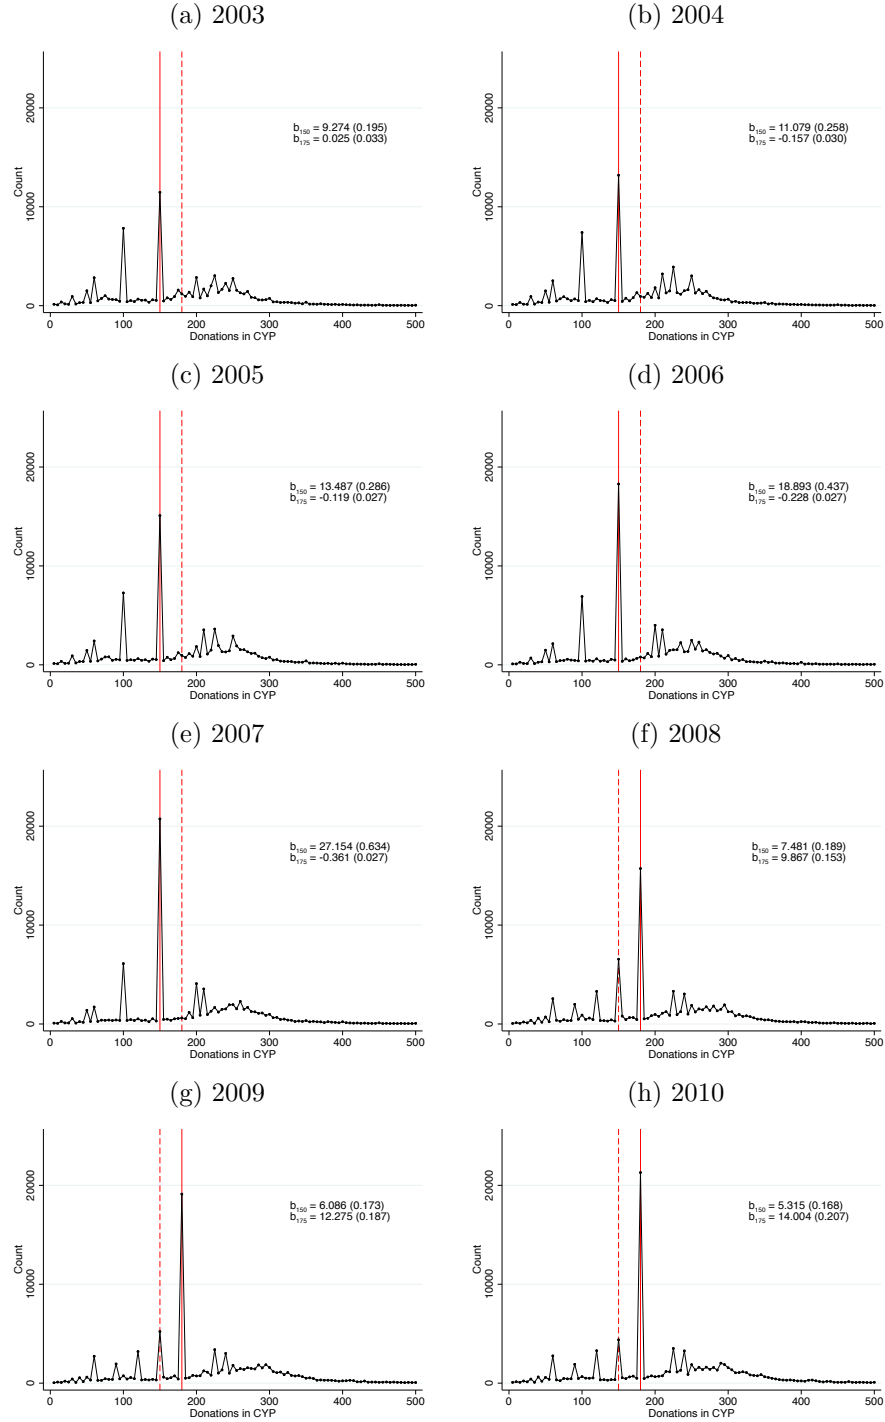 (a) 2003
20000
10000
0
Count
b150 = 9.274 (0.195)
b175 = 0.025 (0.033)
0 100 200 300 400 500
Donations in CYP
(b) 2004
20000
10000
0
Count
b150 = 11.079 (0.258)
b175 = -0.157 (0.030)
0 100 200 300 400 500
Donations in CYP
(c) 2005
20000
10000
0
Count
b150 = 13.487 (0.286)
b175 = -0.119 (0.027)
0 100 200 300 400 500
Donations in CYP
(d) 2006
20000
10000
0
Count
b150 = 18.893 (0.437)
b175 = -0.228 (0.027)
0 100 200 300 400 500
Donations in CYP
(e) 2007
20000
10000
0
Count
b150 = 27.154 (0.634)
b175 = -0.361 (0.027)
0 100 200 300 400 500
Donations in CYP
(f) 2008
20000
10000
0
Count
b150 = 7.481 (0.189)
b175 = 9.867 (0.153)
0 100 200 300 400 500
Donations in CYP
(g) 2009
20000
10000
0
Count
b150 = 6.086 (0.173)
b175 = 12.275 (0.187)
0 100 200 300 400 500
Donations in CYP
(h) 2010
20000
10000
0
Count
b150 = 5.315 (0.168)
b175 = 14.004 (0.207)
0 100 200 300 400 500
Donations in CYP